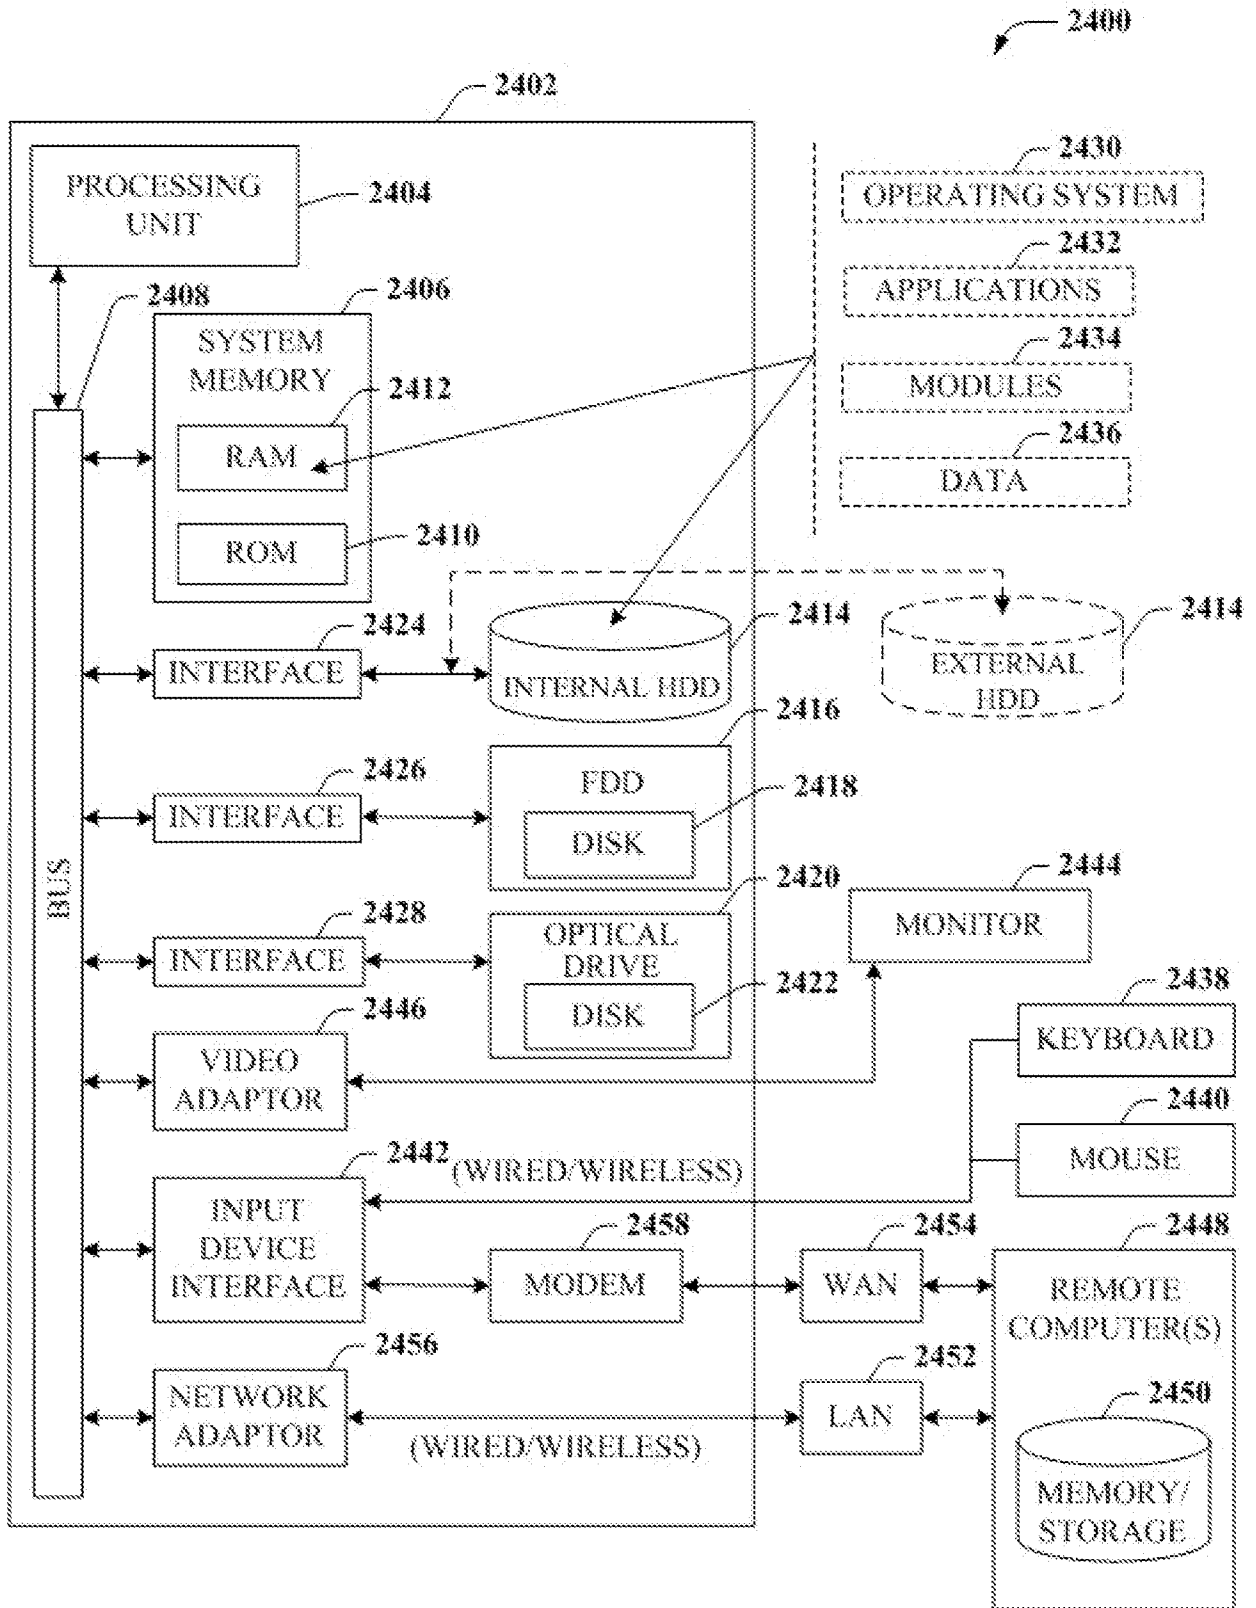 2400
2402
PROCESSING
UNIT
2404
2430
OPERATING SYSTEM
2432
APPLICATIONS
2434
MODULES
2436
DATA
2408
2406
SYSTEM
MEMORY
2412
RAM
2410
ROM
2424
INTERFACE
2414
INTERNAL HDD
2414
EXTERNAL
HDD
2416
FDD
2426
INTERFACE
2418
DISK
BUS
2420
OPTICAL
DRIVE
2428
INTERFACE
2422
DISK
2444
MONITOR
2446
VIDEO
ADAPTOR
2438
KEYBOARD
2440
MOUSE
2442
(WIRED/WIRELESS)
INPUT
DEVICE
INTERFACE
2458
MODEM
2454
WAN
2448
REMOTE
COMPUTER(S)
2456
NETWORK
ADAPTOR
(WIRED/WIRELESS)
2452
LAN
2450
MEMORY/
STORAGE